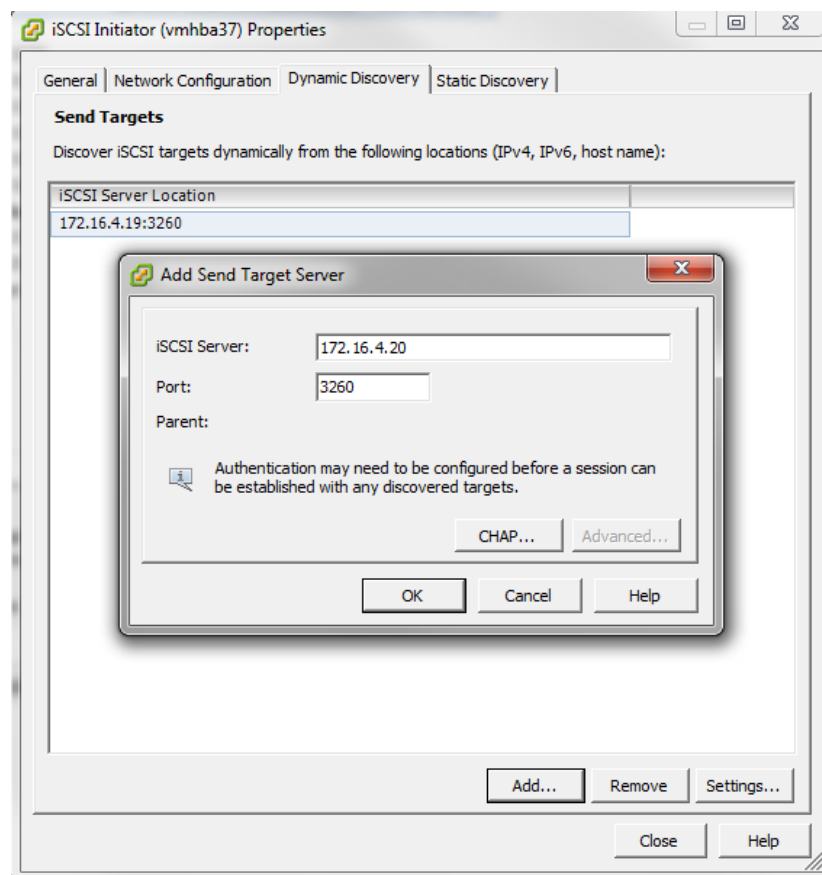 iSCSI Initiator (vmhba37) Properties
General Network Configuration Dynamic Discovery Static Discovery
Send Targets
Discover iSCSI targets dynamically from the following locations (IPv4, IPv6, host name):
iSCSI Server Location
172.16.4.19:3260
Add Send Target Server
iSCSI Server: 172.16.4.20
Port: 3260
Parent:
Authentication may need to be configured before a session can
be established with any discovered targets.
CHAP... Advanced...
OK Cancel Help
Add... Remove Settings...
Close Help